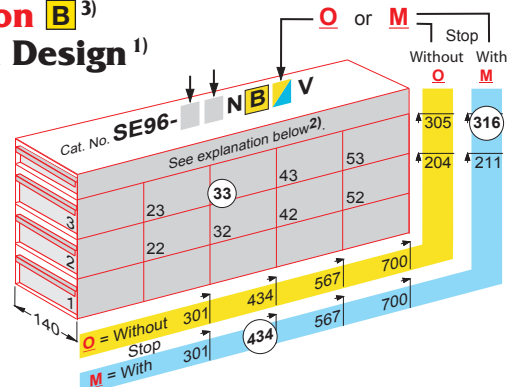 on B 3)
Design 1)
O or M
Stop
Without With
O M
Cat. No. SE96- N B V
See explanation below2).
305 316
204 211
53
43
33
23
52
42
32
22
3
2
1
140
O = Without 301 434 567 700
Stop
M = With 301 434 567 700